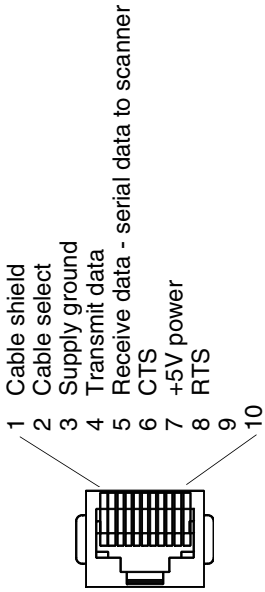 1 Cable shield
2 Cable select
3 Supply ground
4 Transmit data
5 Receive data - serial data to scanner
6 CTS
7 +5V power
8 RTS
9
10